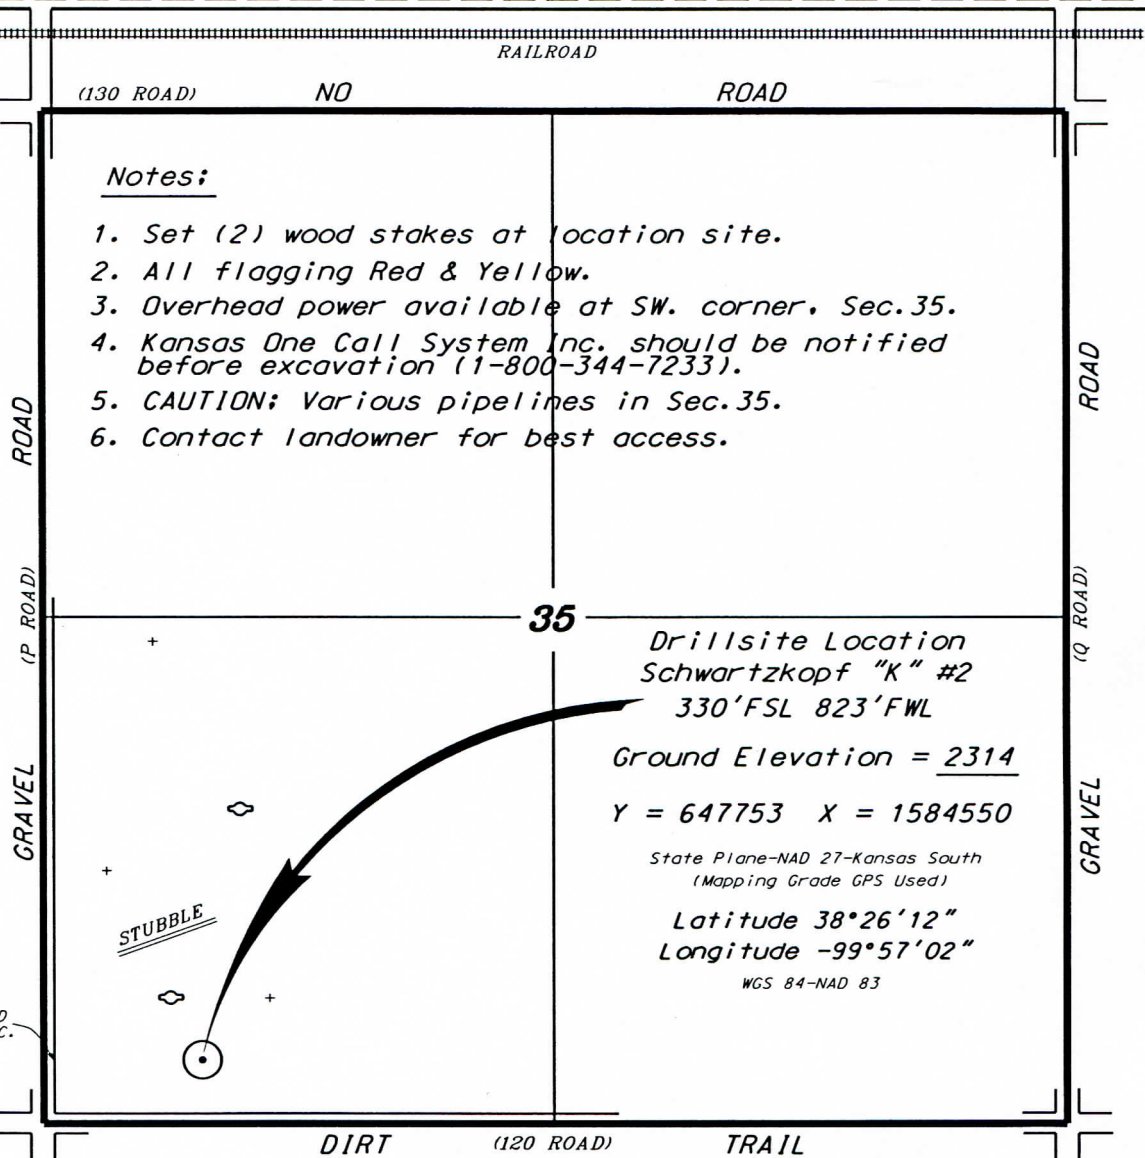 RAILROAD
(130 ROAD) NO ROAD
Notes:
1. Set (2) wood stakes at location site.
2. All flagging Red & Yellow.
3. Overhead power available at SW. corner, Sec.35.
4. Kansas One Call System Inc. should be notified
before excavation (1-800-344-7233).
5. CAUTION: Various pipelines in Sec.35.
6. Contact landowner for best access.
ROAD
(P ROAD)
GRAVEL
ROAD
(Q ROAD)
GRAVEL
35
Drillsite Location
Schwartzkopf "K" #2
330'FSL 823'FWL
Ground Elevation = 2314
Y = 647753 X = 1584550
State Plane-NAD 27-Kansas South
(Mapping Grade GPS Used)
Latitude 38°26'12"
Longitude -99°57'02"
WGS 84-NAD 83
STUBBLE
DIRT (120 ROAD) TRAIL